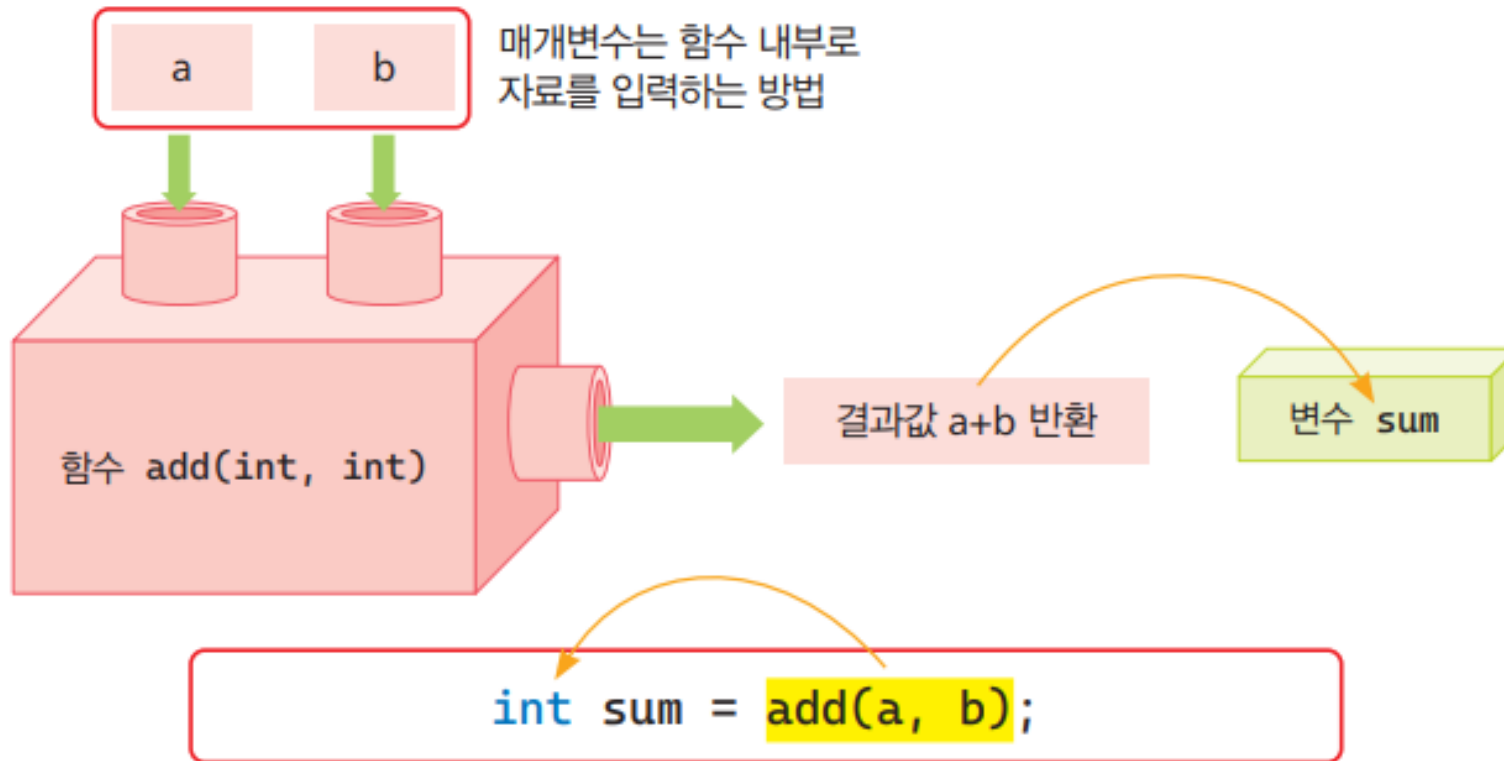 a
b
매개변수는 함수 내부로
자료를 입력하는 방법
함수 add(int, int)
결과값 a+b 반환
변수 sum
int sum = add(a, b);